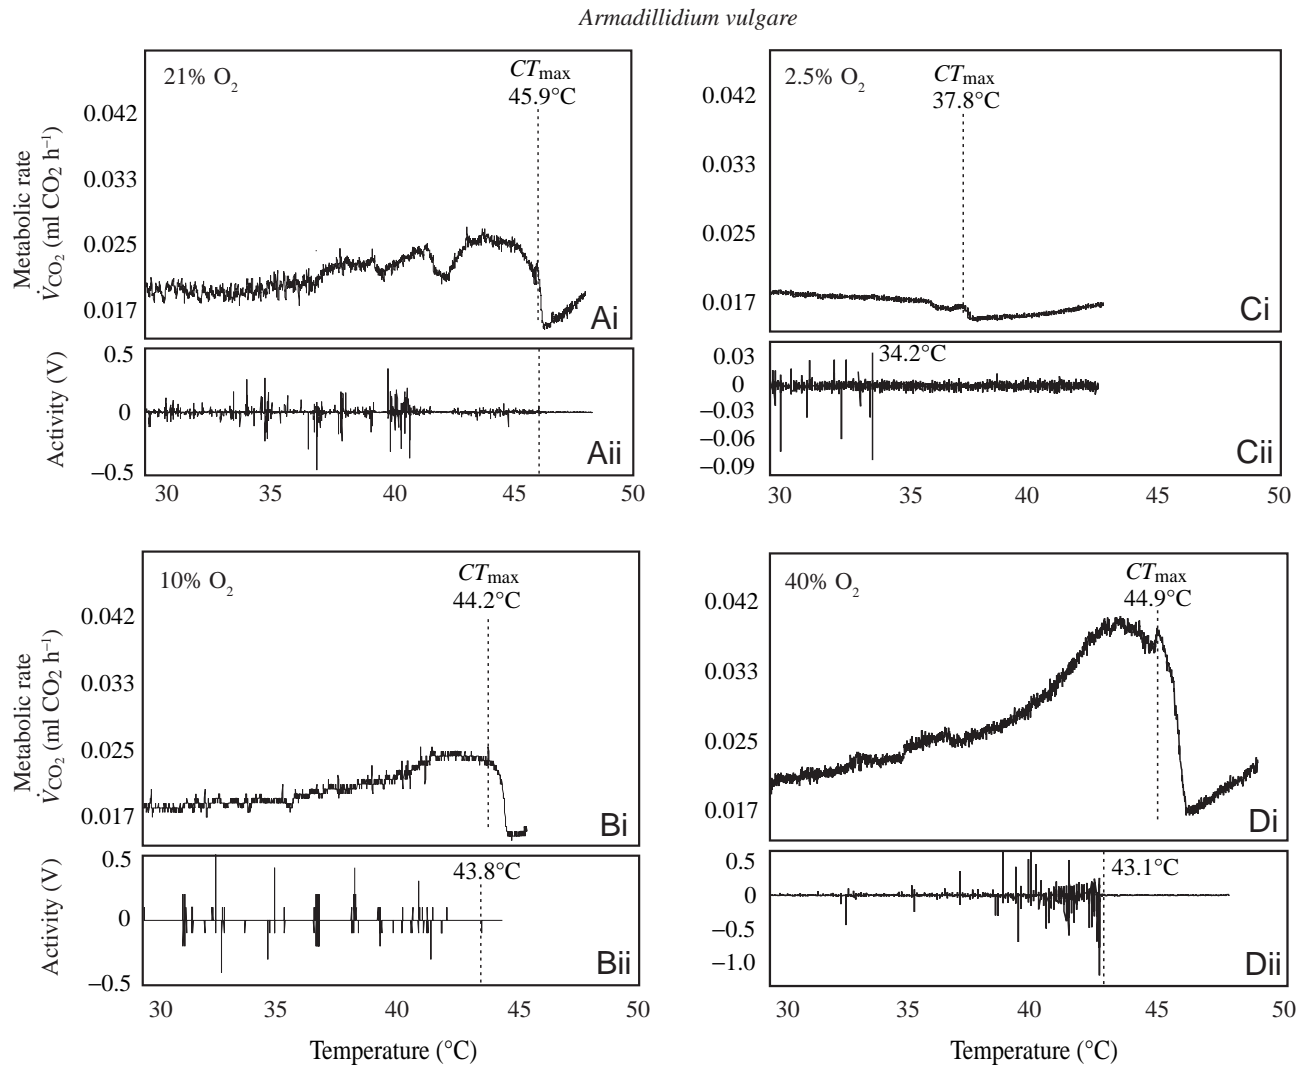 Armadillidium vulgare
21% O2
CTmax
45.9°C
0.042
0.033
0.025
0.017
Metabolic rate
V̇CO2 (ml CO2 h−1)
Ai
0.5
0
−0.5
Activity (V)
Aii
30 35 40 45 50
2.5% O2
CTmax
37.8°C
0.042
0.033
0.025
0.017
Ci
34.2°C
0.03
0
−0.03
−0.06
−0.09
Cii
30 35 40 45 50
10% O2
CTmax
44.2°C
0.042
0.033
0.025
0.017
Metabolic rate
V̇CO2 (ml CO2 h−1)
Bi
43.8°C
0.5
0
−0.5
Activity (V)
Bii
30 35 40 45 50
Temperature (°C)
40% O2
CTmax
44.9°C
0.042
0.033
0.025
0.017
Di
43.1°C
0.5
0
−0.5
−1.0
Dii
30 35 40 45 50
Temperature (°C)